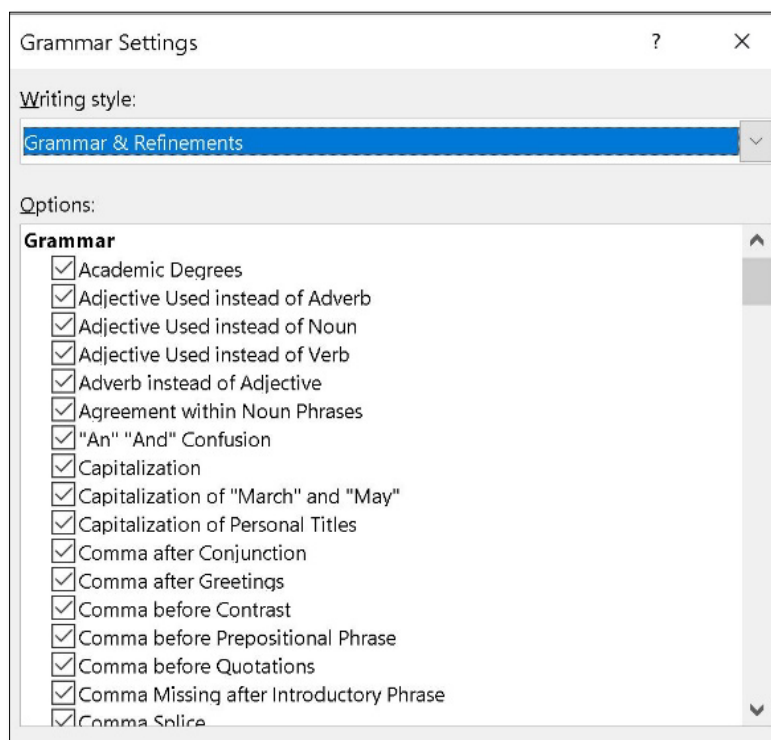 Grammar Settings ? ×
Writing style:
Grammar & Refinements
Options:
Grammar
Academic Degrees
Adjective Used instead of Adverb
Adjective Used instead of Noun
Adjective Used instead of Verb
Adverb instead of Adjective
Agreement within Noun Phrases
"An" "And" Confusion
Capitalization
Capitalization of "March" and "May"
Capitalization of Personal Titles
Comma after Conjunction
Comma after Greetings
Comma before Contrast
Comma before Prepositional Phrase
Comma before Quotations
Comma Missing after Introductory Phrase
Comma Splice